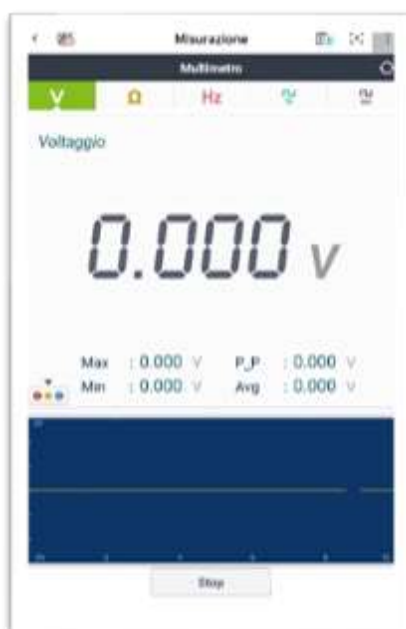 Misurazione
Multimetro
V Ω Hz
Voltaggio
0.000 V
Max : 0.000 V P_P : 0.000 V
Min : 0.000 V Avg : 0.000 V
Stop